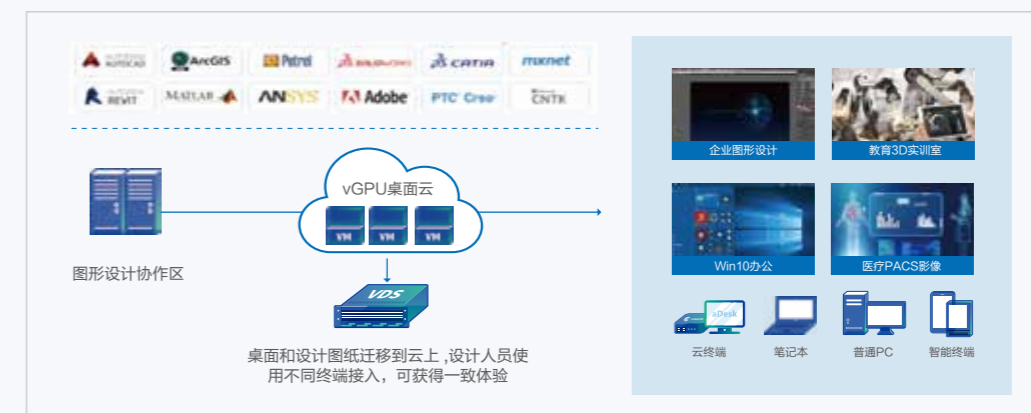 AUTOCAD
ArcGIS
Petrel
SOLIDWORKS
CATIA
mxnet
REVIT
MATLAB
ANSYS
Adobe
PTC Creo
CNTK
图形设计协作区
vGPU桌面云
VM VM VM
VDS
桌面和设计图纸迁移到云上,设计人员使
用不同终端接入，可获得一致体验
企业图形设计
教育3D实训室
Win10办公
医疗PACS影像
aDesk
云终端
笔记本
普通PC
智能终端